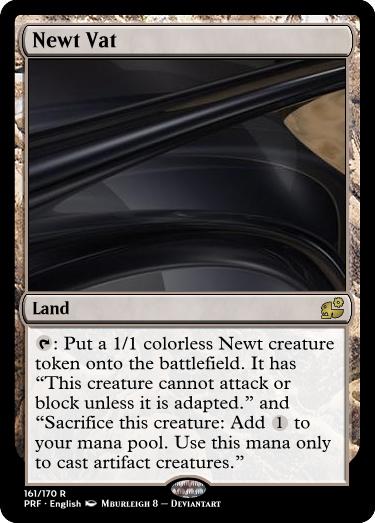 Newt Vat
Land
: Put a 1/1 colorless Newt creature
token onto the battlefield. It has
“This creature cannot attack or
block unless it is adapted.” and
“Sacrifice this creature: Add 1 to
your mana pool. Use this mana only
to cast artifact creatures.”
161/170 R
PRF • English Mburleigh 8 – Deviantart